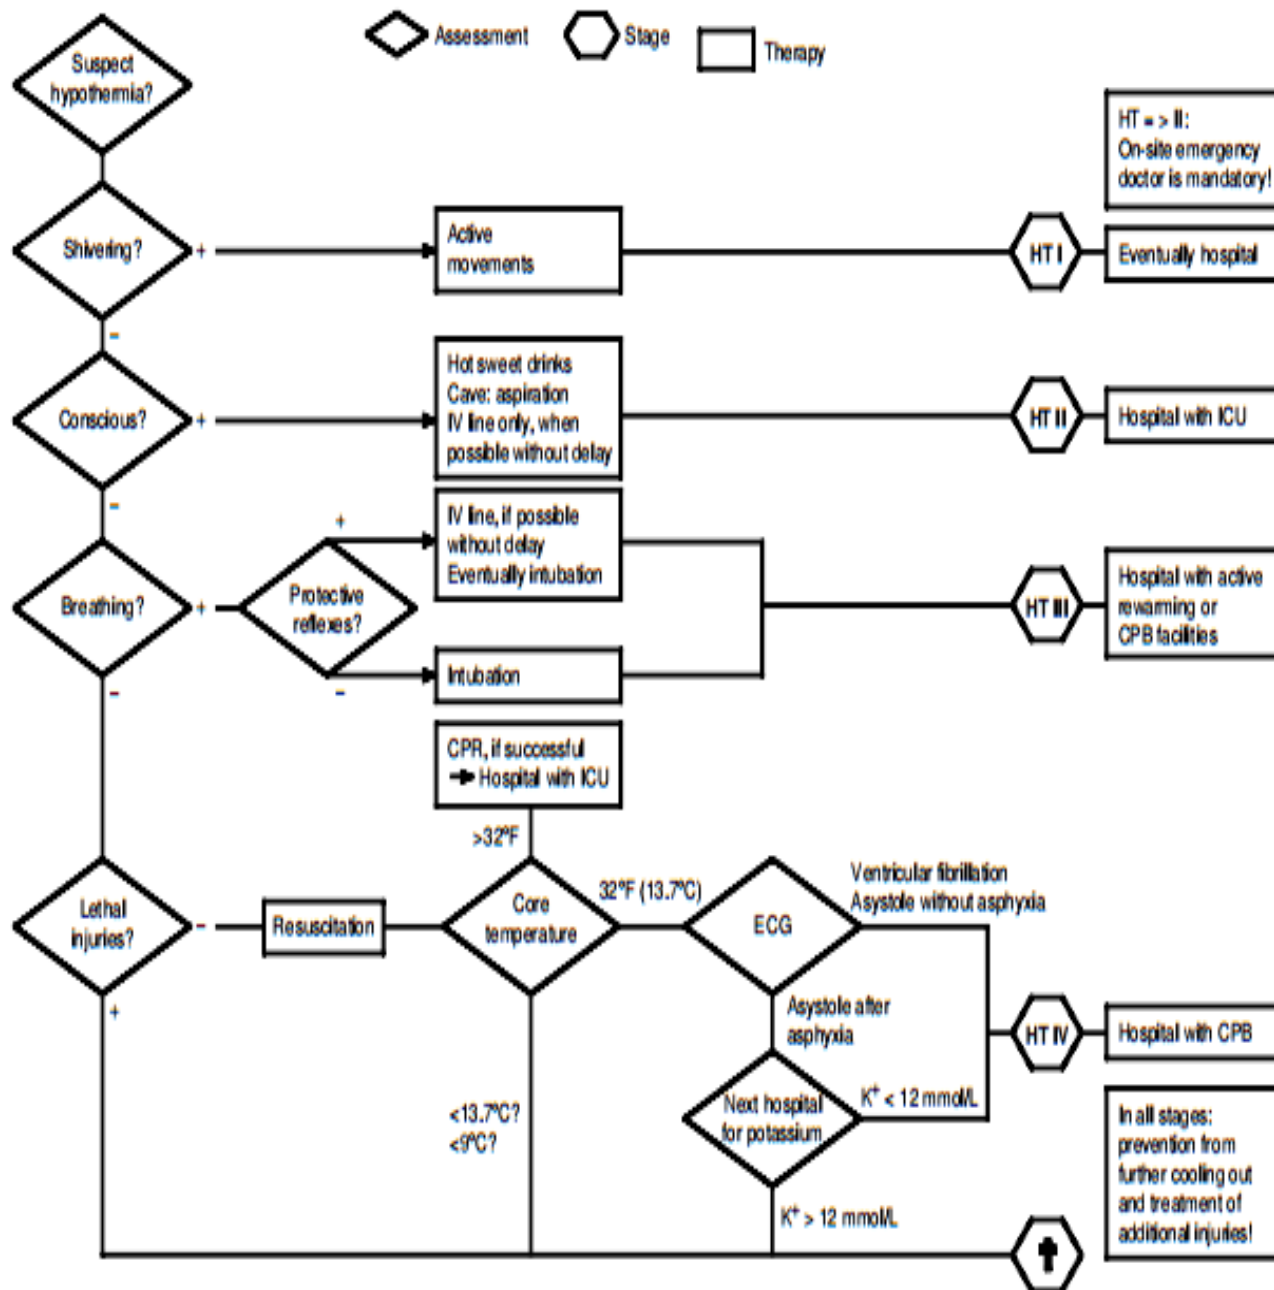 Assessment
Stage
Therapy
Suspect
hypothermia?
HT = > II:
On-site emergency
doctor is mandatory!
Shivering?
+
Active
movements
HT I
Eventually hospital
–
Conscious?
+
Hot sweet drinks
Cave: aspiration
IV line only, when
possible without delay
HT II
Hospital with ICU
–
Breathing?
+
Protective
reflexes?
+
IV line, if possible
without delay
Eventually intubation
–
Intubation
HT III
Hospital with active
rewarming or
CPB facilities
–
CPR, if successful
➔ Hospital with ICU
>32°F
Lethal
injuries?
–
Resuscitation
Core
temperature
32°F (13.7°C)
ECG
Ventricular fibrillation
Asystole without asphyxia
+
Asystole after
asphyxia
HT IV
Hospital with CPB
<13.7°C?
<9°C?
Next hospital
for potassium
K+ < 12 mmol/L
K+ > 12 mmol/L
In all stages:
prevention from
further cooling out
and treatment of
additional injuries!